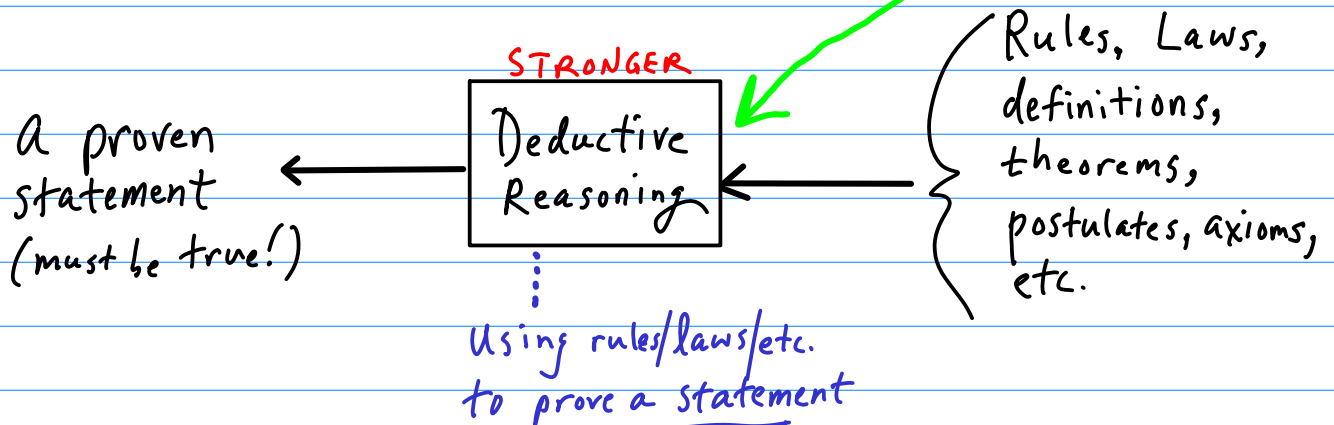 STRONGER
a proven
statement
(must be true!)
Deductive
Reasoning
Rules, Laws,
definitions,
theorems,
postulates, axioms,
etc.
Using rules/laws/etc.
to prove a statement